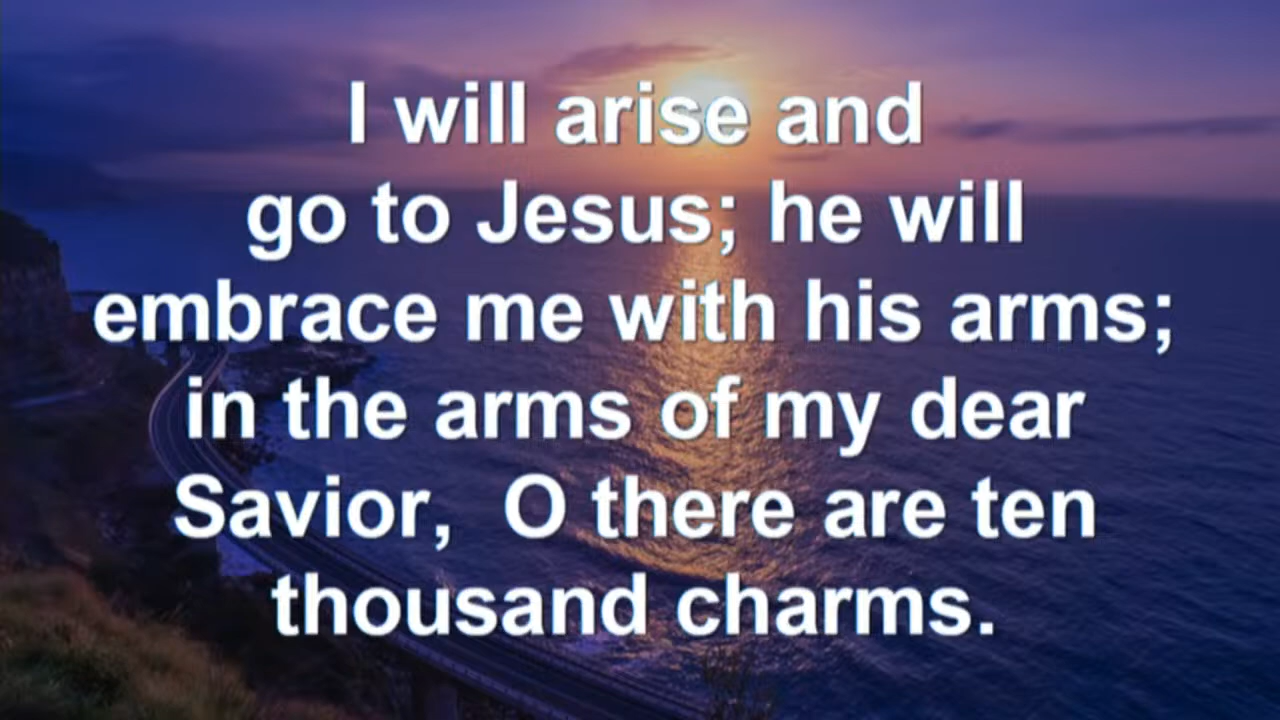 I will arise and
go to Jesus; he will
embrace me with his arms;
in the arms of my dear
Savior,  O there are ten
thousand charms.